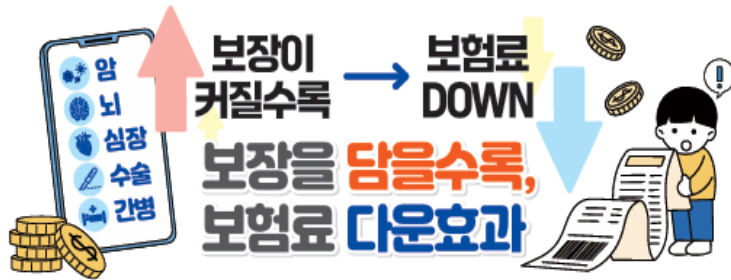 암
뇌
심장
수술
간병
보장이
커질수록
보험료
DOWN
보장을 담을수록,
보험료 다운효과
!